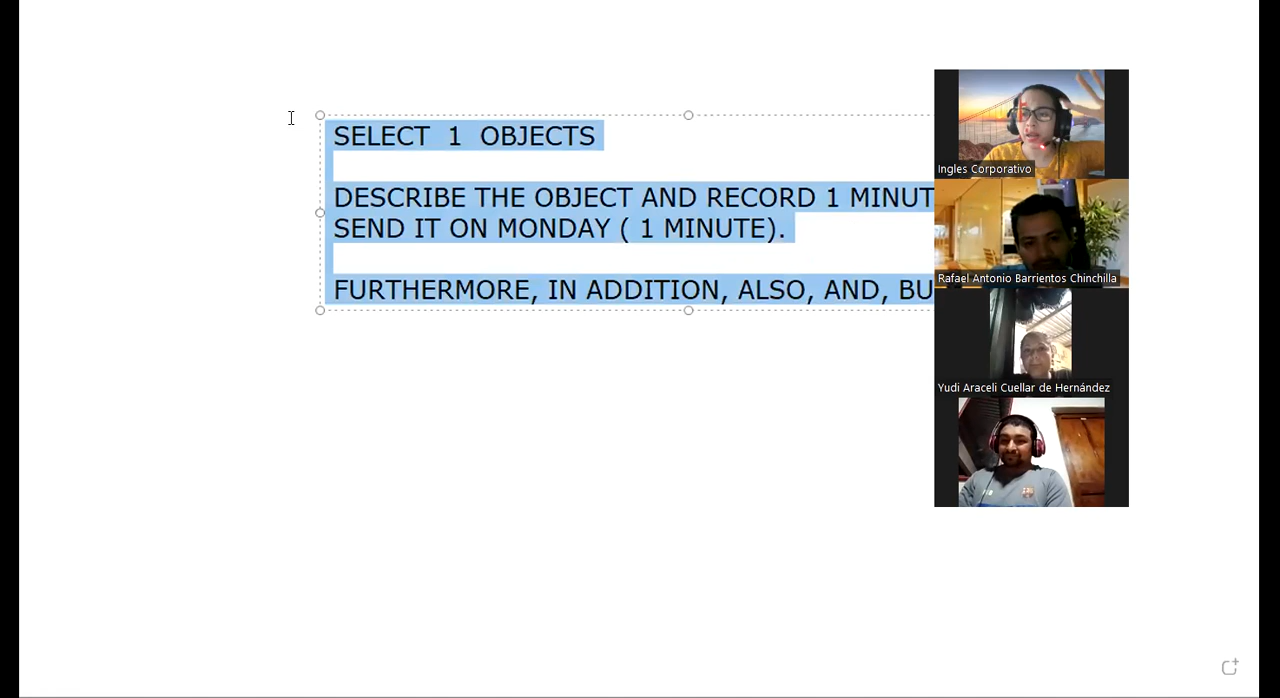 SELECT 1 OBJECTS
DESCRIBE THE OBJECT AND RECORD 1 MINUT
SEND IT ON MONDAY ( 1 MINUTE).
FURTHERMORE, IN ADDITION, ALSO, AND, BU
Ingles Corporativo
Rafael Antonio Barrientos Chinchilla
Yudi Araceli Cuellar de Hernández